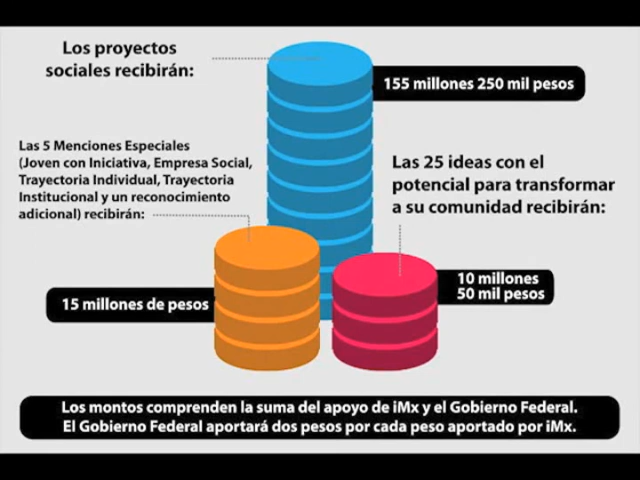 Los proyectos
sociales recibirán:
155 millones 250 mil pesos
Las 5 Menciones Especiales
(Joven con Iniciativa, Empresa Social,
Trayectoria Individual, Trayectoria
Institucional y un reconocimiento
adicional) recibirán:
Las 25 ideas con el
potencial para transformar
a su comunidad recibirán:
15 millones de pesos
10 millones
50 mil pesos
Los montos comprenden la suma del apoyo de iMx y el Gobierno Federal.
El Gobierno Federal aportará dos pesos por cada peso aportado por iMx.